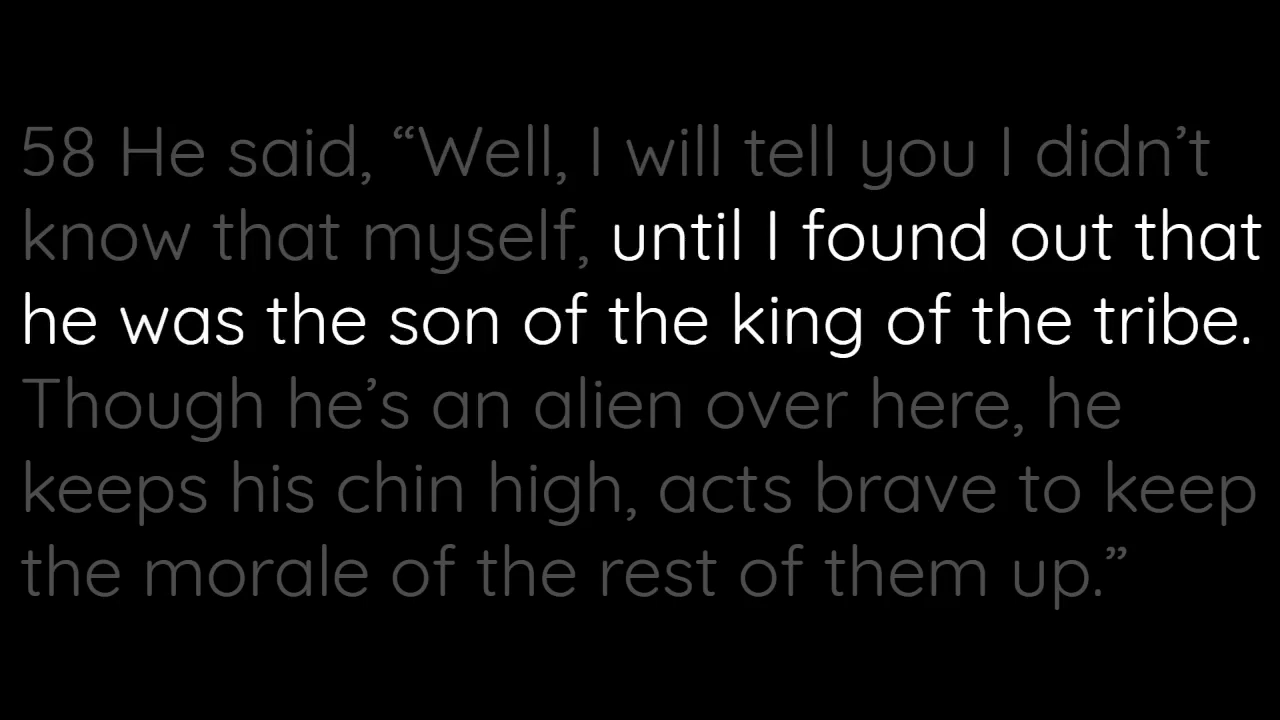 58 He said, “Well, I will tell you I didn’t
know that myself, until I found out that
he was the son of the king of the tribe.
Though he’s an alien over here, he
keeps his chin high, acts brave to keep
the morale of the rest of them up.”